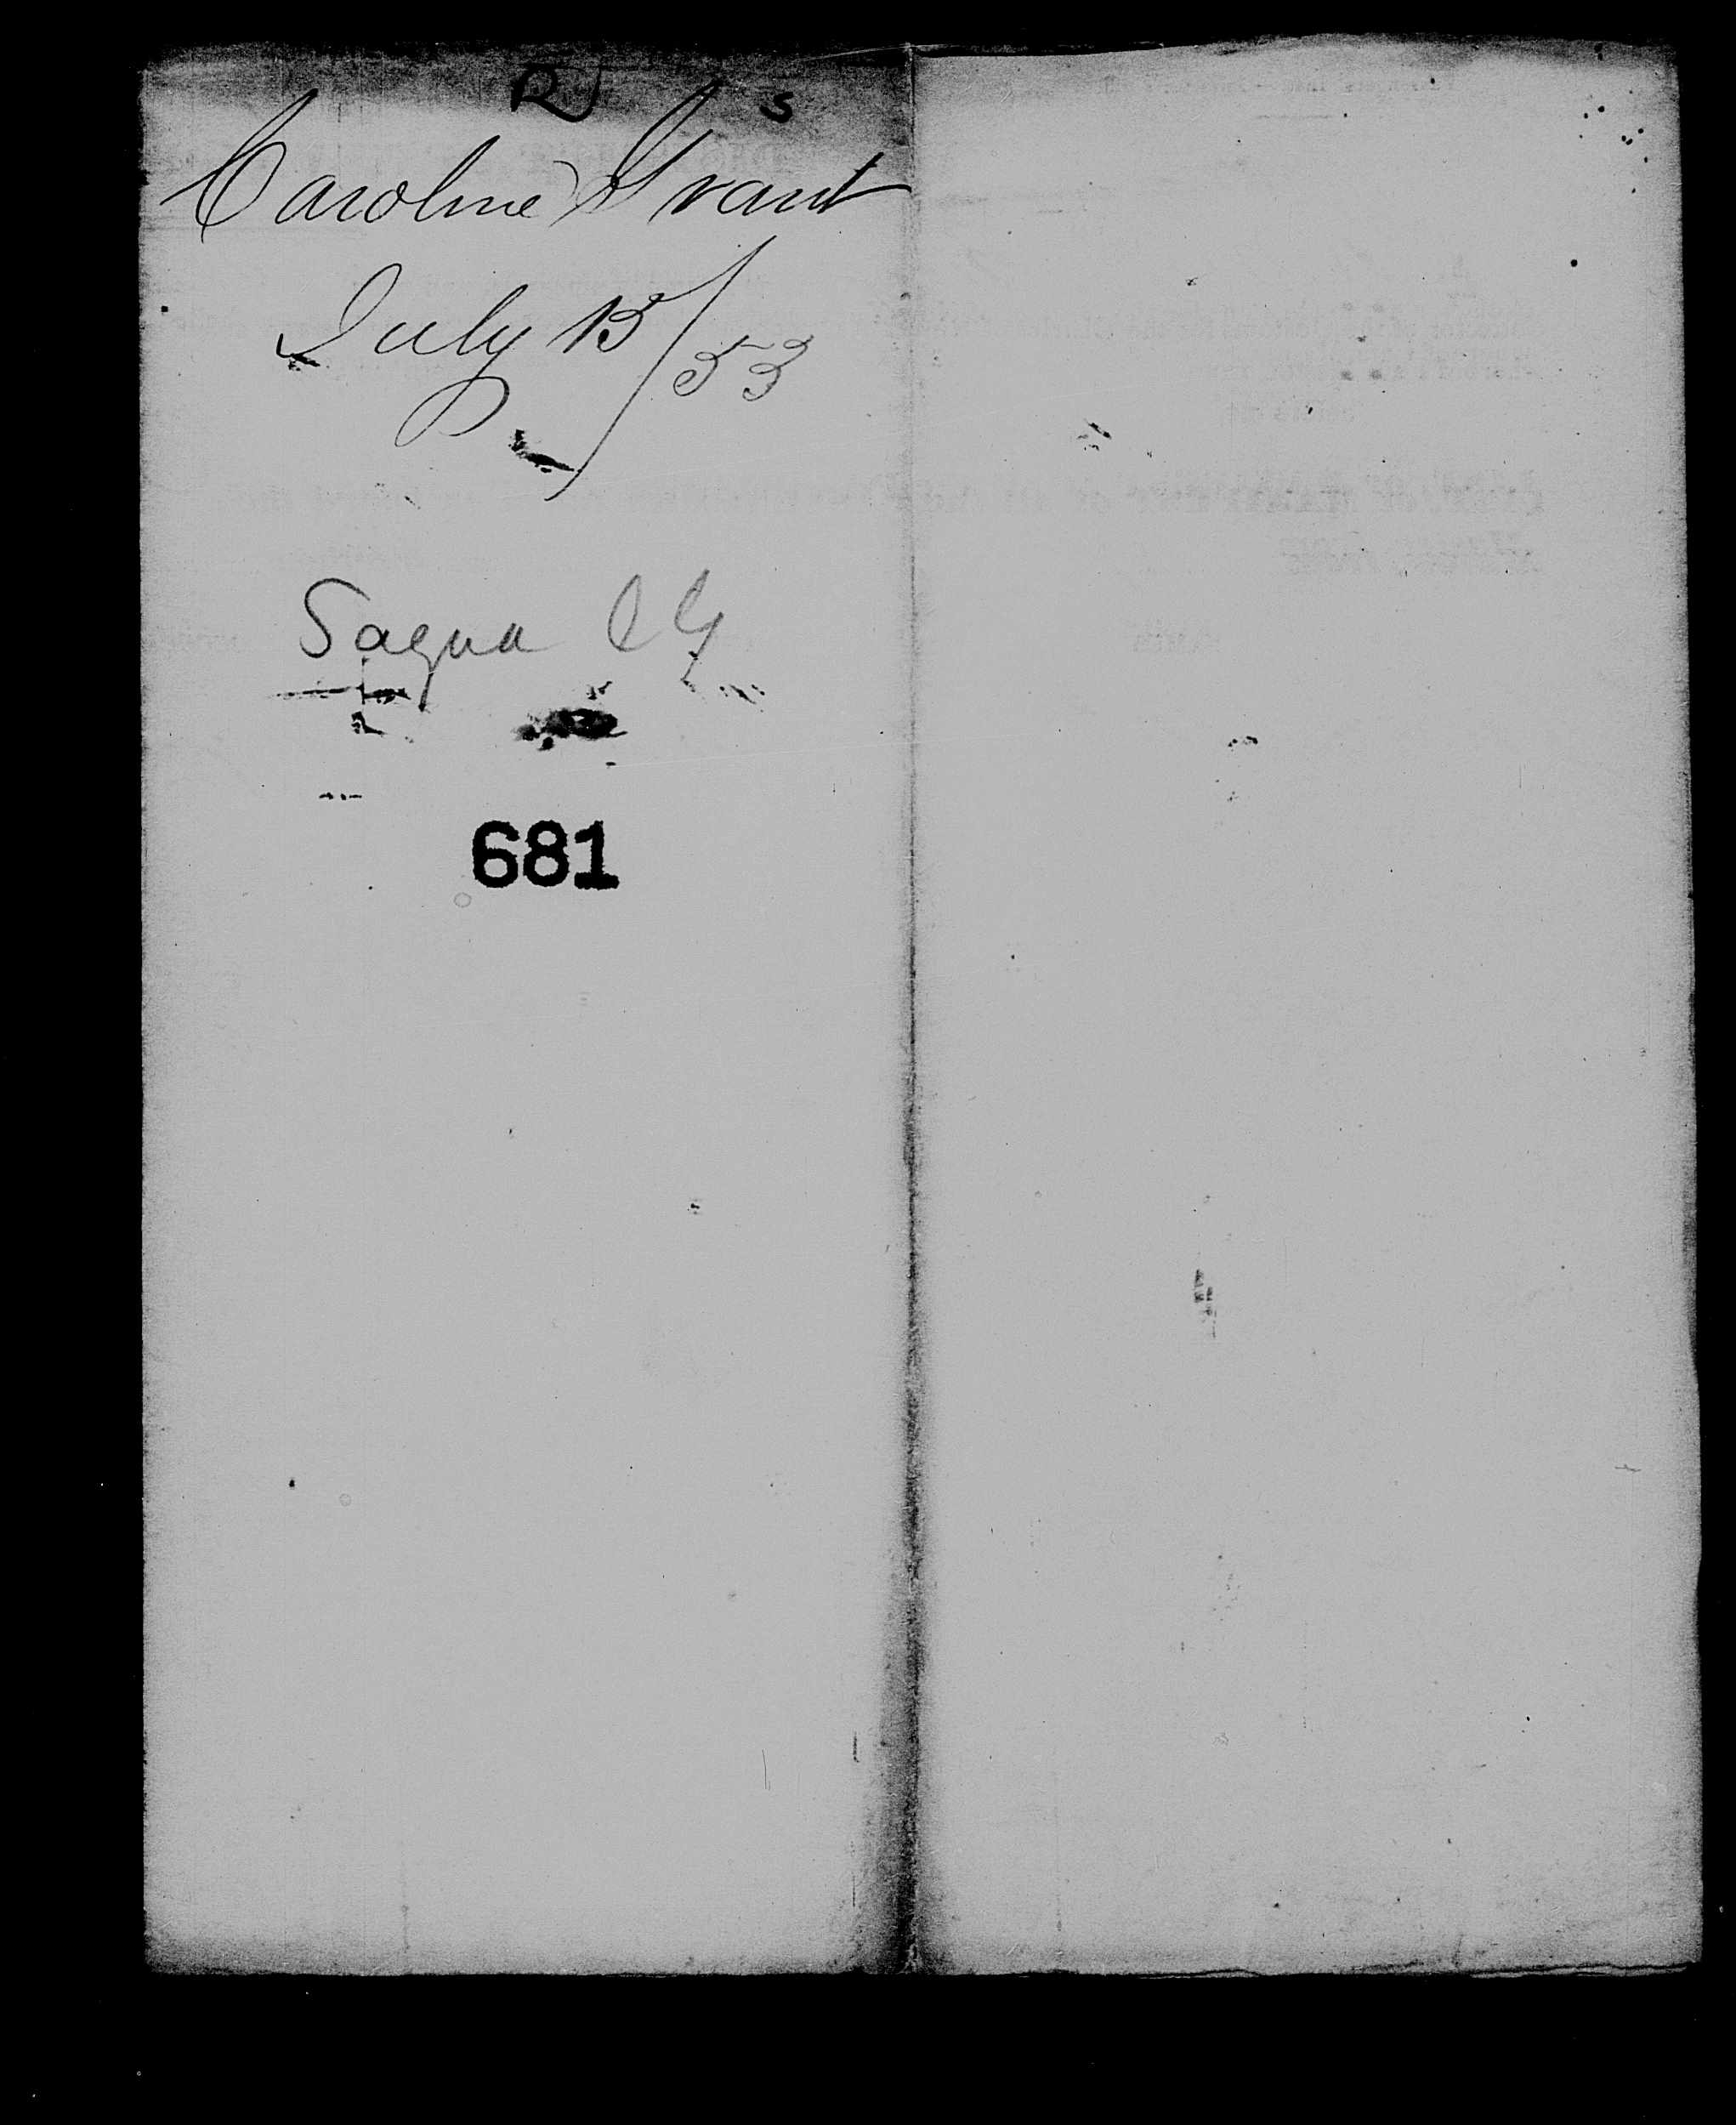 R s
Caroline Grant
July 13/53
Sagua l G
681